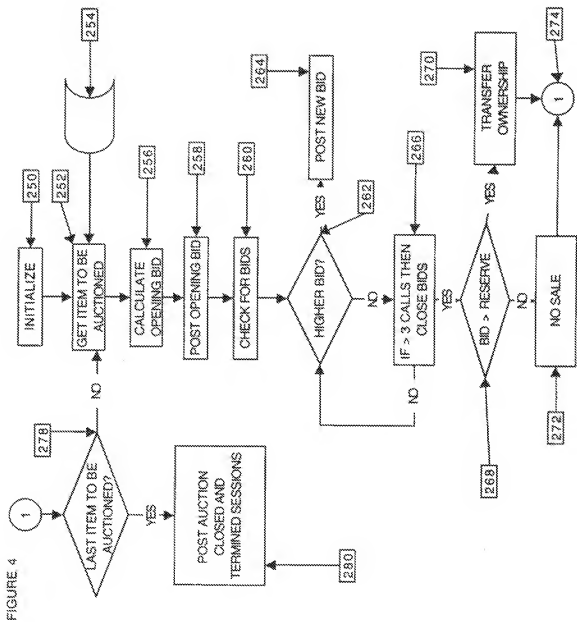 FIGURE 4
1
LAST ITEM TO BE
AUCTIONED?
278
NO
YES
POST AUCTION
CLOSED AND
TERMINED SESSIONS
280
INITIALIZE
250
252
254
GET ITEM TO BE
AUCTIONED
CALCULATE
OPENING BID
256
POST OPENING BID
258
CHECK FOR BIDS
260
HIGHER BID?
262
YES
POST NEW BID
264
NO
IF > 3 CALLS THEN
CLOSE BIDS
266
NO
YES
BID > RESERVE
268
YES
TRANSFER
OWNERSHIP
270
NO
NO SALE
272
1
274